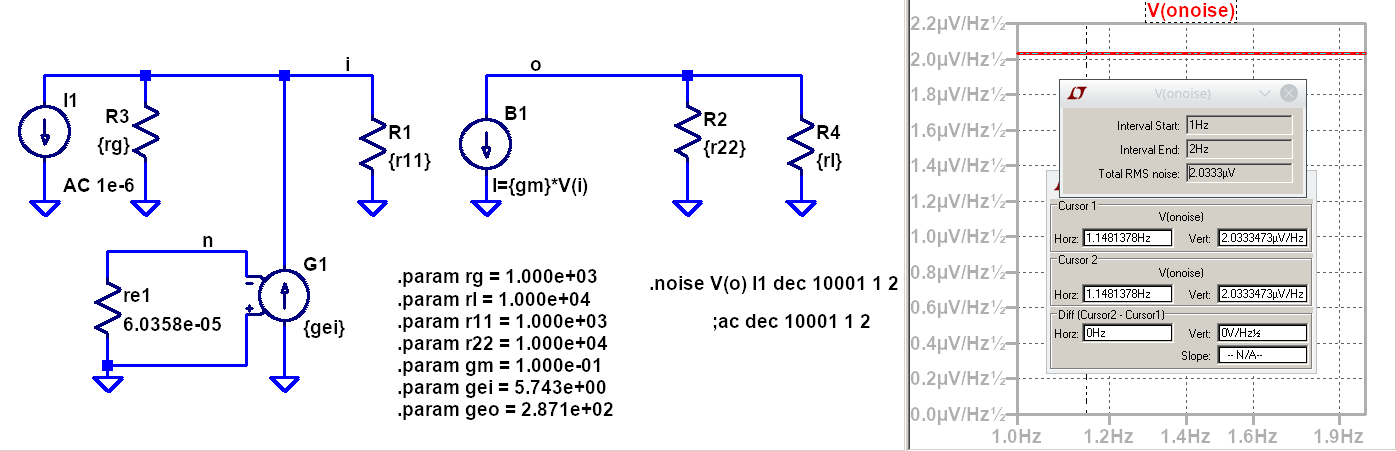 I1
AC 1e-6
R3
{rg}
i
R1
{r11}
o
B1
I={gm}*V(i)
R2
{r22}
R4
{rl}
n
re1
6.0358e-05
G1
{gei}
.param rg = 1.000e+03
.param rl = 1.000e+04
.param r11 = 1.000e+03
.param r22 = 1.000e+04
.param gm = 1.000e-01
.param gei = 5.743e+00
.param geo = 2.871e+02
.noise V(o) I1 dec 10001 1 2
;ac dec 10001 1 2
V(onoise)
2.2µV/Hz½
2.0µV/Hz½
1.8µV/Hz½
1.6µV/Hz½
1.4µV/Hz½
1.2µV/Hz½
1.0µV/Hz½
0.8µV/Hz½
0.6µV/Hz½
0.4µV/Hz½
0.2µV/Hz½
0.0µV/Hz½
1.0Hz 1.2Hz 1.4Hz 1.6Hz 1.9Hz
V(onoise)
Interval Start: 1Hz
Interval End: 2Hz
Total RMS noise: 2.0333µV
Cursor 1
V(onoise)
Horz: 1.1481378Hz Vert: 2.0333473µV/Hz
Cursor 2
V(onoise)
Horz: 1.1481378Hz Vert: 2.0333473µV/Hz
Diff (Cursor2 - Cursor1)
Horz: 0Hz Vert: 0V/Hz½
Slope: -- N/A--